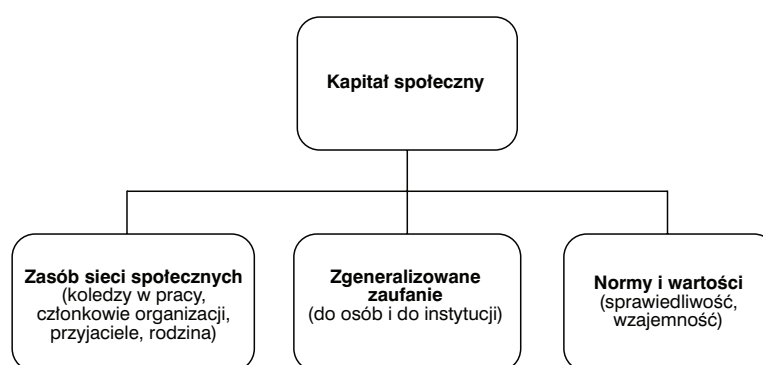 Kapitał społeczny
Zasób sieci społecznych
(koledzy w pracy,
członkowie organizacji,
przyjaciele, rodzina)
Zgeneralizowane
zaufanie
(do osób i do instytucji)
Normy i wartości
(sprawiedliwość,
wzajemność)